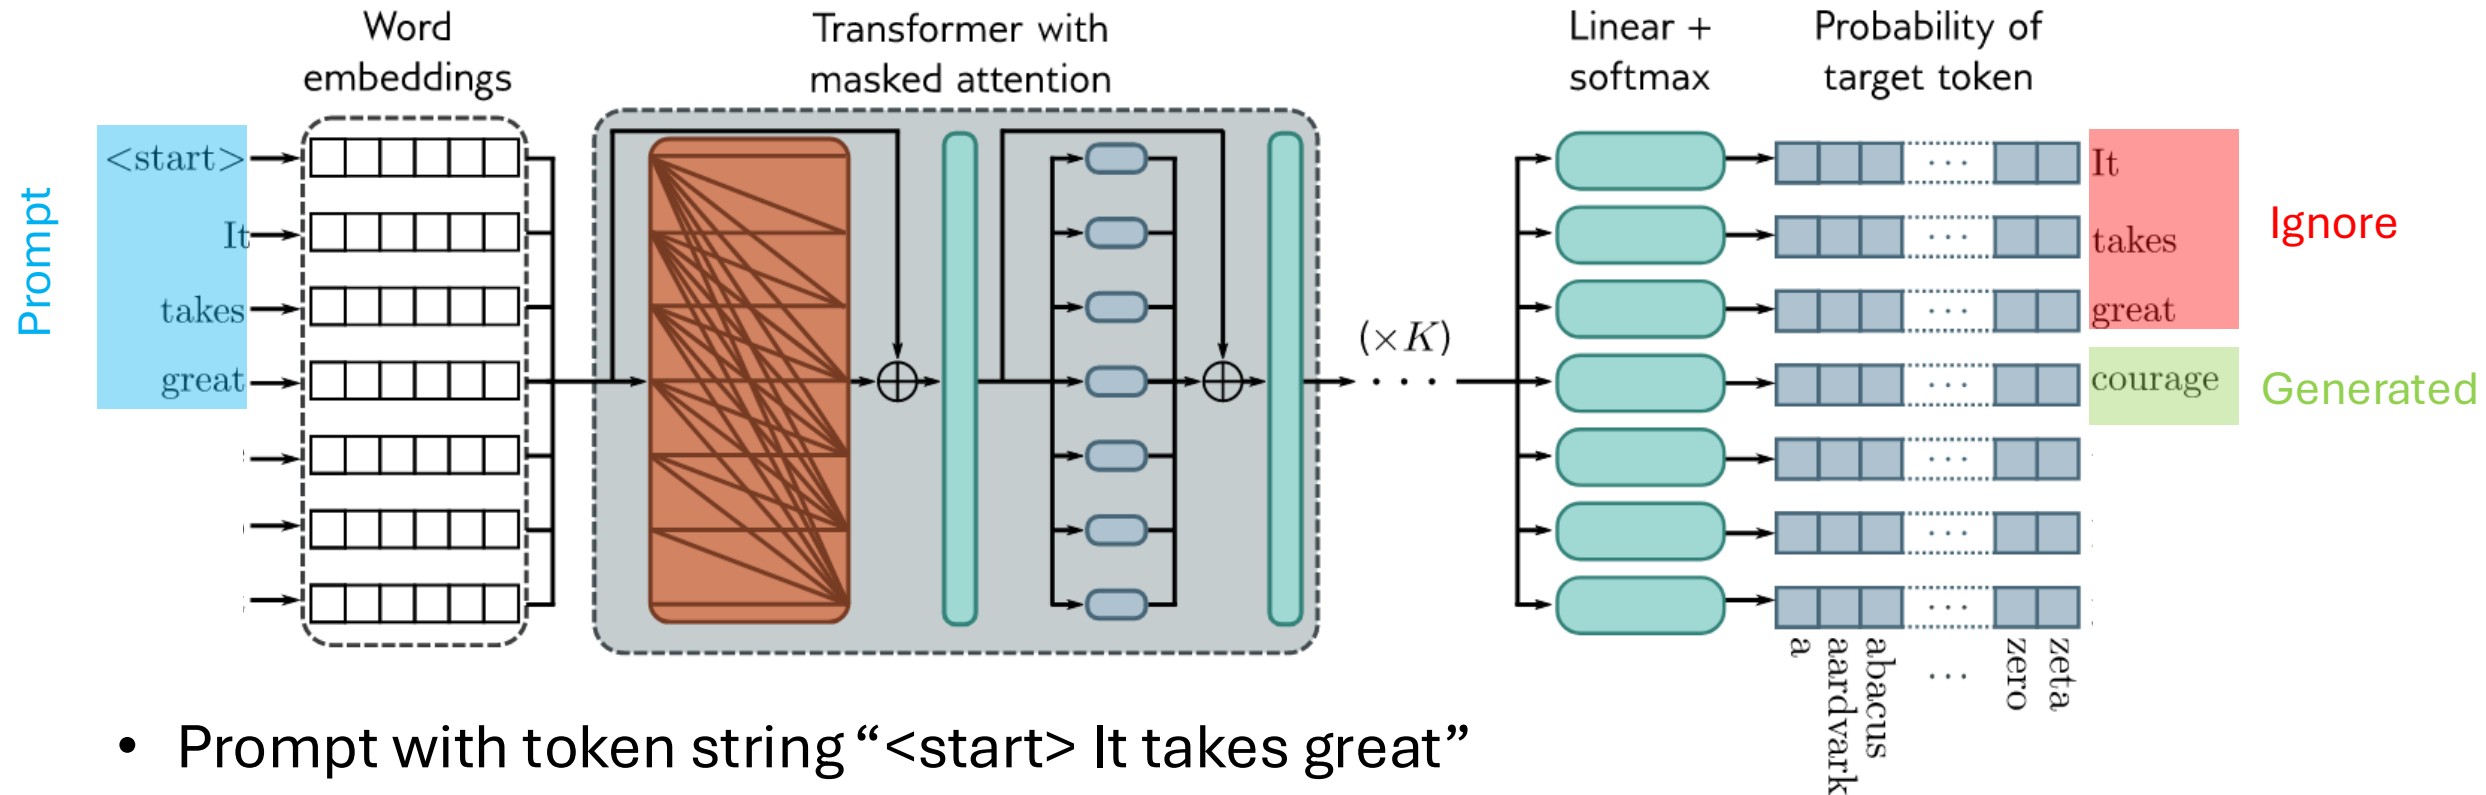 Word
embeddings
Transformer with
masked attention
Linear +
softmax
Probability of
target token
Prompt
<start>
It
takes
great
(×K)
· · ·
It
takes
great
courage
Ignore
Generated
· · ·
· · ·
· · ·
· · ·
· · ·
· · ·
· · ·
a
aardvark
abacus
· · ·
zero
zeta
• Prompt with token string “<start> It takes great”